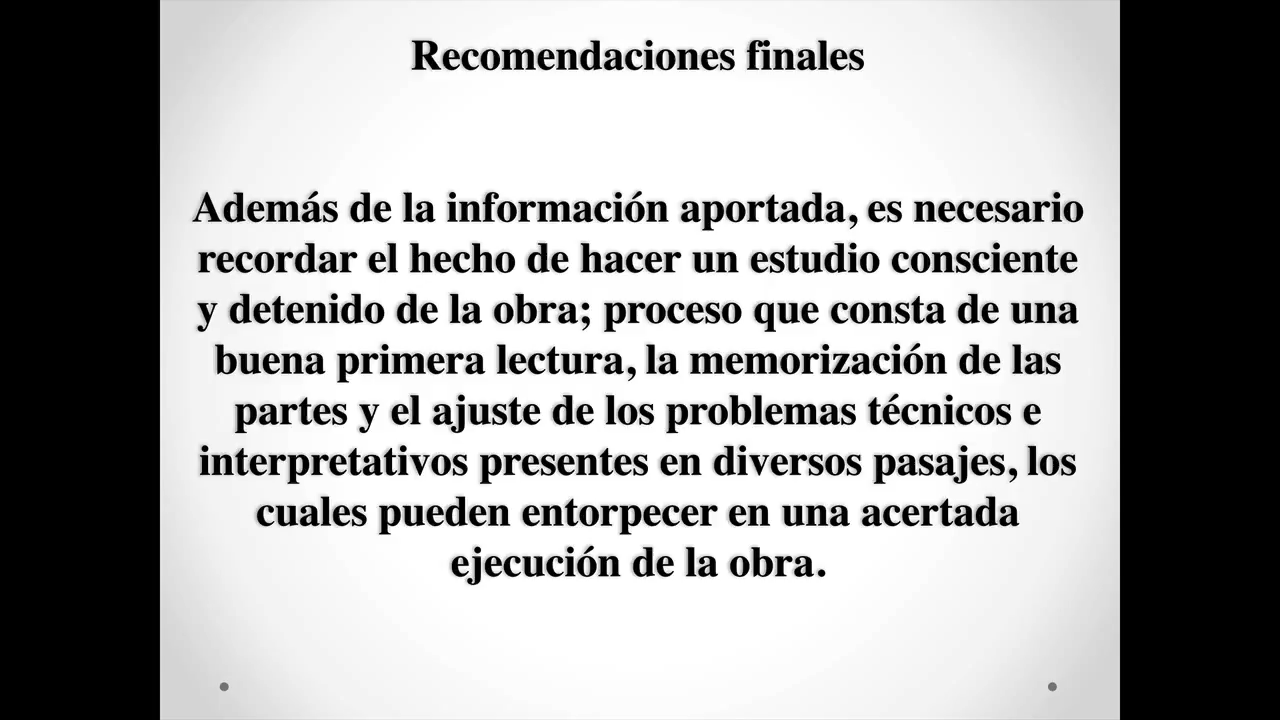 Recomendaciones finales
Además de la información aportada, es necesario
recordar el hecho de hacer un estudio consciente
y detenido de la obra; proceso que consta de una
buena primera lectura, la memorización de las
partes y el ajuste de los problemas técnicos e
interpretativos presentes en diversos pasajes, los
cuales pueden entorpecer en una acertada
ejecución de la obra.